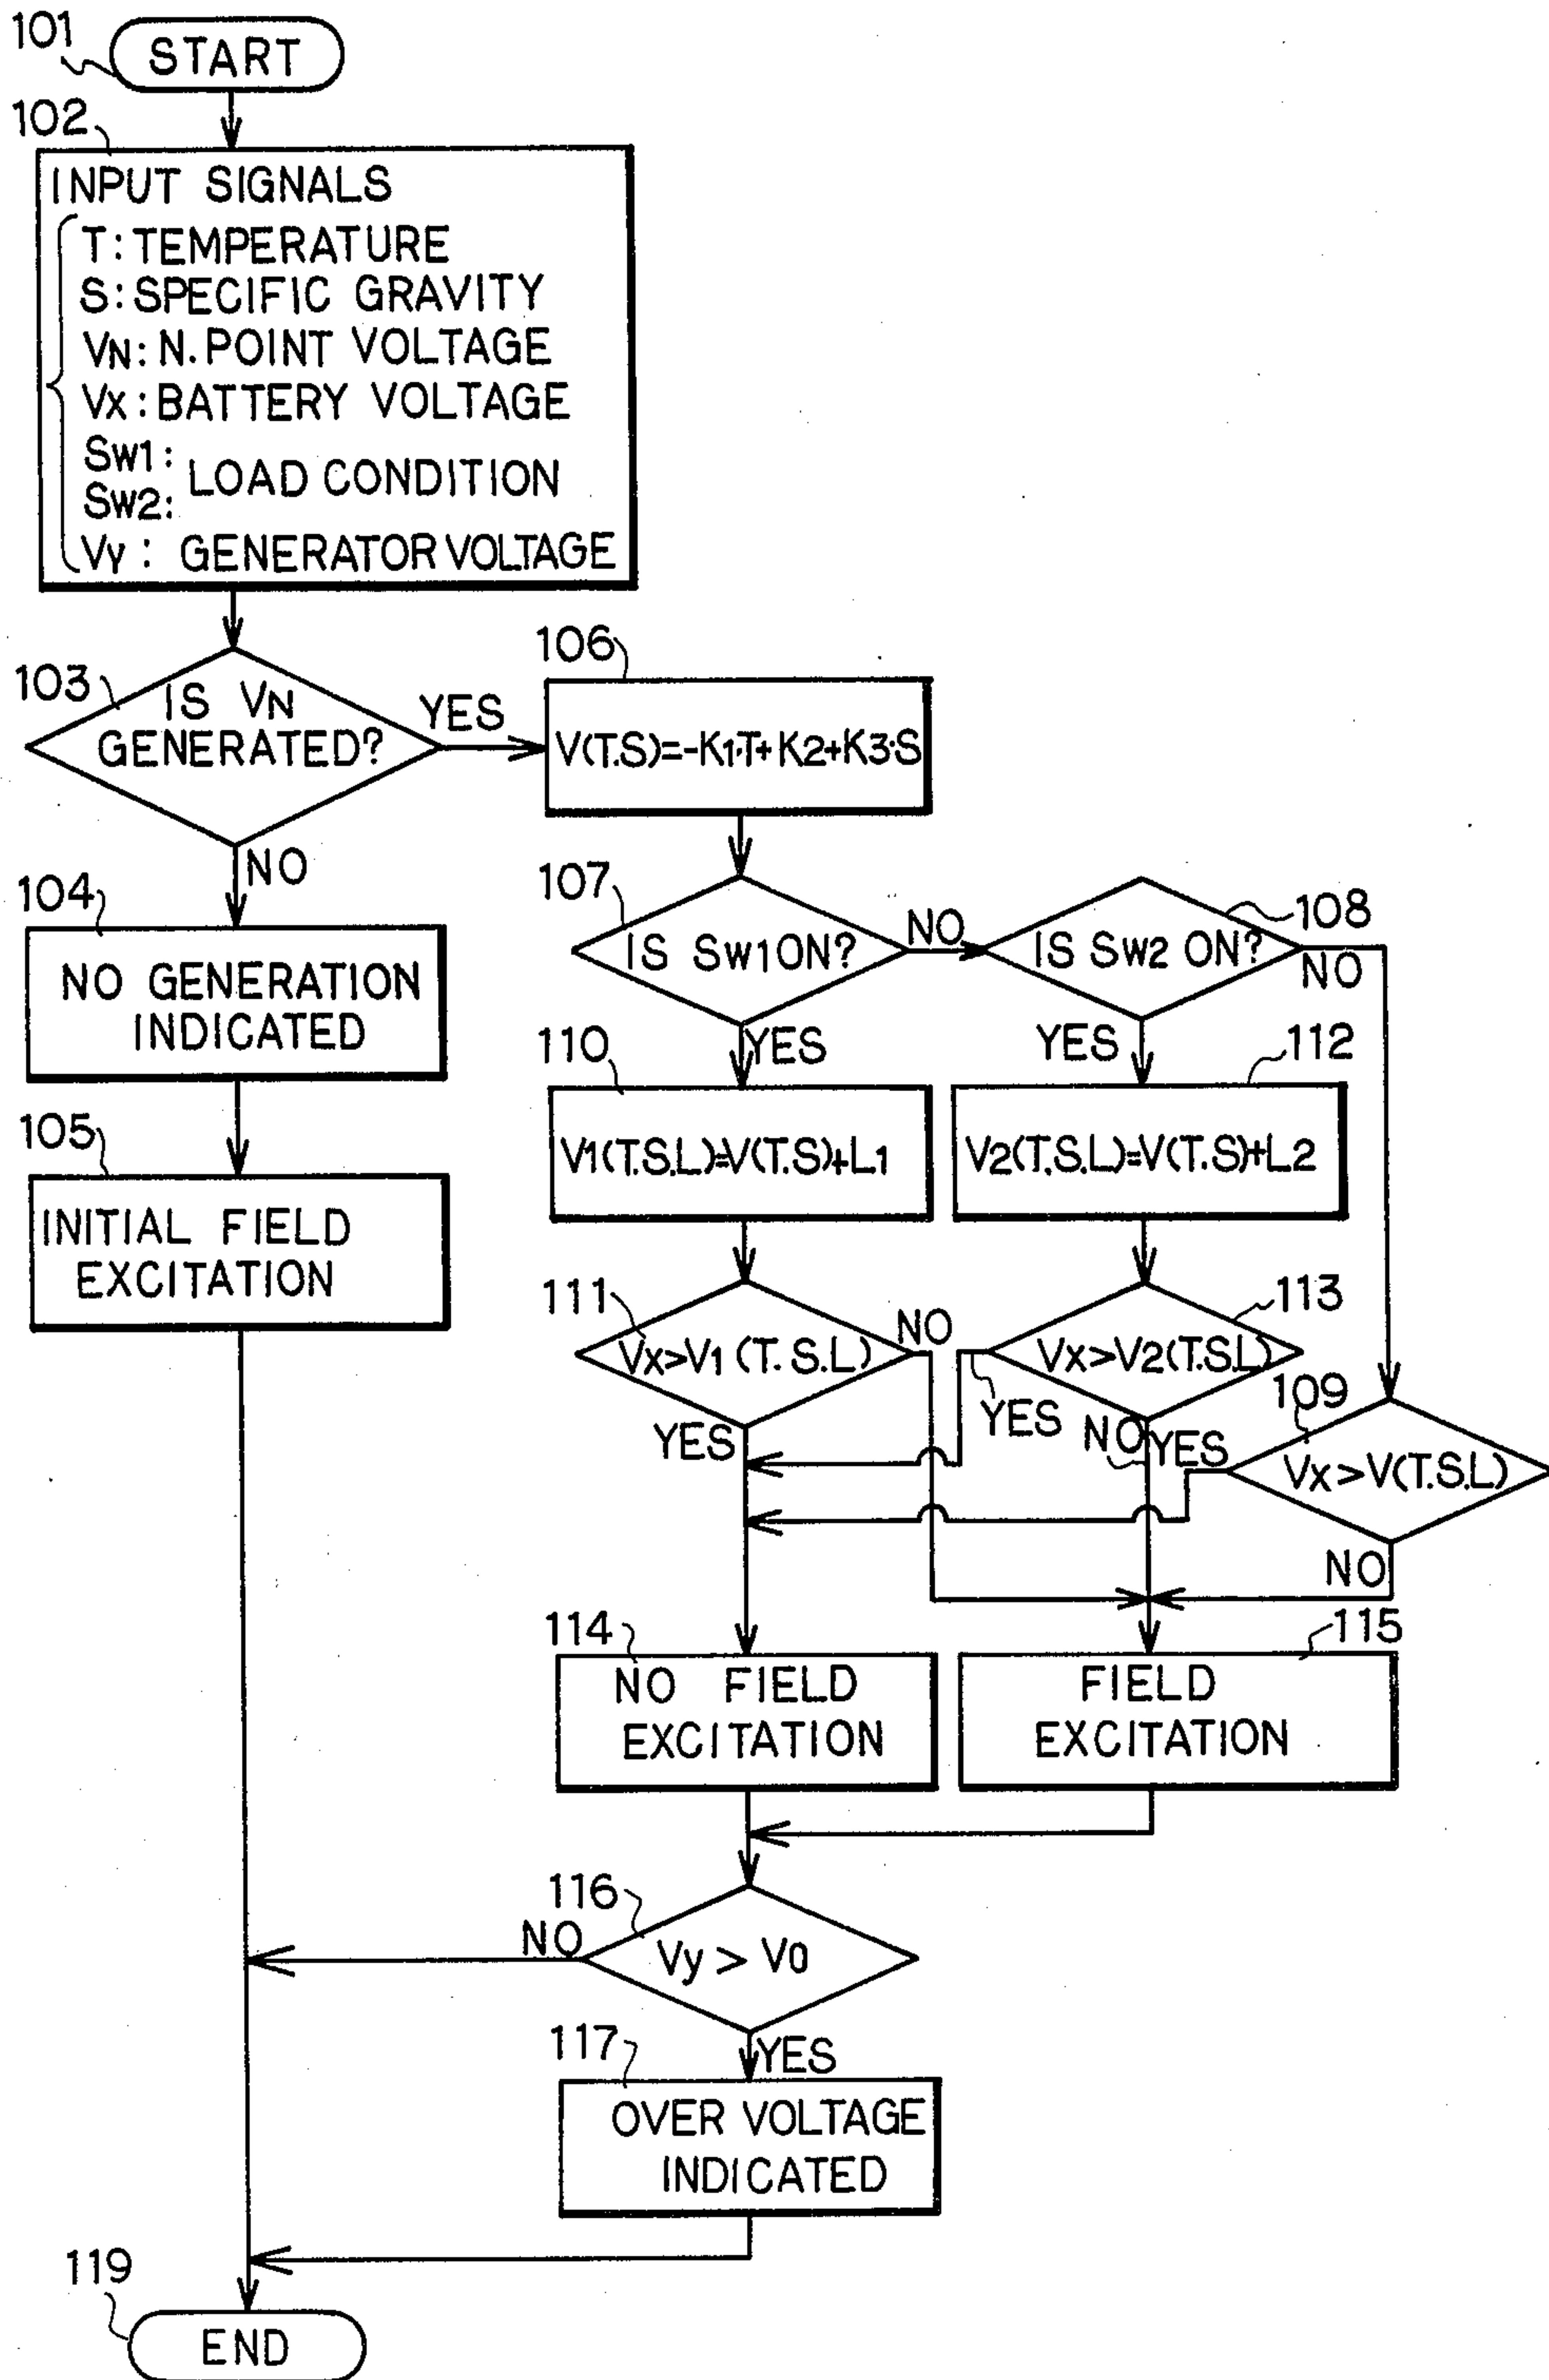 101
START
102
INPUT SIGNALS
T: TEMPERATURE
S: SPECIFIC GRAVITY
VN: N.POINT VOLTAGE
VX: BATTERY VOLTAGE
SW1:
SW2:
LOAD CONDITION
Vy: GENERATOR VOLTAGE
103
IS VN
GENERATED?
YES
NO
104
NO GENERATION
INDICATED
105
INITIAL FIELD
EXCITATION
106
V(T.S)=-K1·T+K2+K3·S
107
IS SW1 ON?
NO
YES
108
IS SW2 ON?
NO
YES
110
V1(T.S.L)=V(T.S)+L1
112
V2(T.S.L)=V(T.S)+L2
111
VX>V1(T.S.L)
NO
YES
113
VX>V2(T.S.L)
YES
NO
109
VX>V(T.S.L)
YES
NO
114
NO FIELD
EXCITATION
115
FIELD
EXCITATION
116
Vy>V0
NO
YES
117
OVER VOLTAGE
INDICATED
119
END